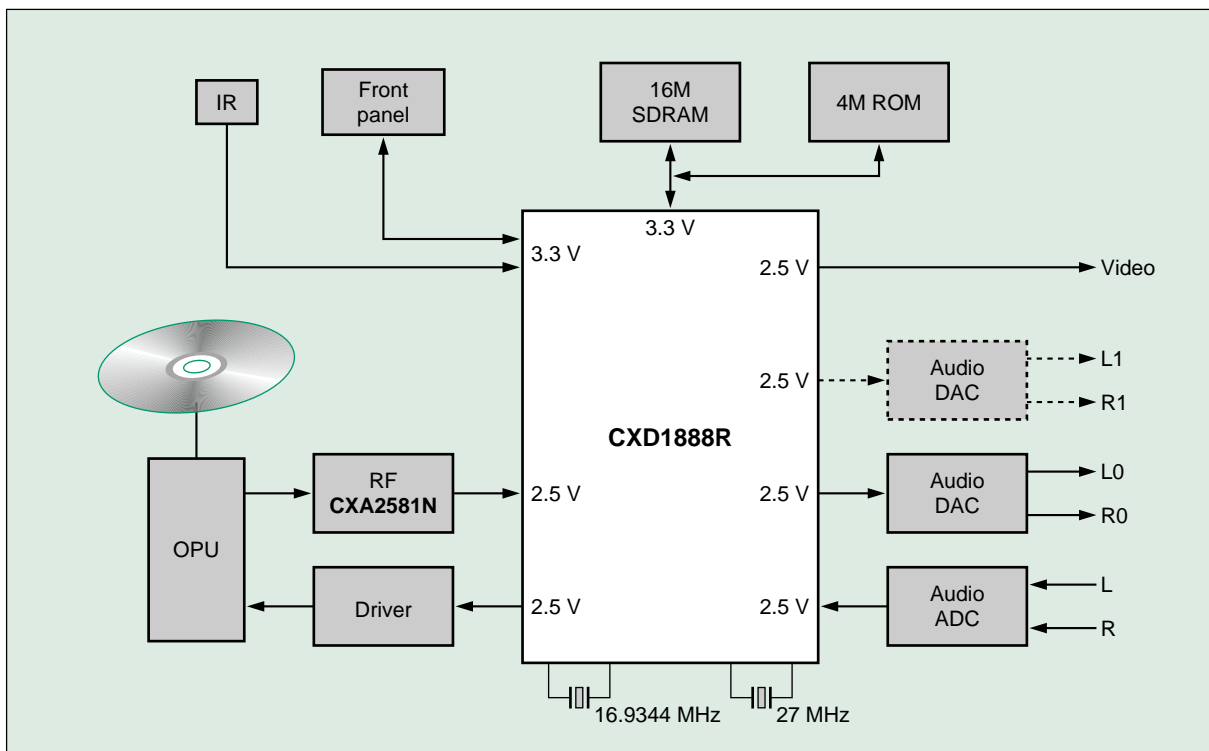 IR
Front
panel
16M
SDRAM
4M ROM
3.3 V
3.3 V
2.5 V
Video
2.5 V
Audio
DAC
L1
R1
CXD1888R
OPU
RF
CXA2581N
2.5 V
2.5 V
Audio
DAC
L0
R0
Driver
2.5 V
2.5 V
Audio
ADC
L
R
16.9344 MHz
27 MHz